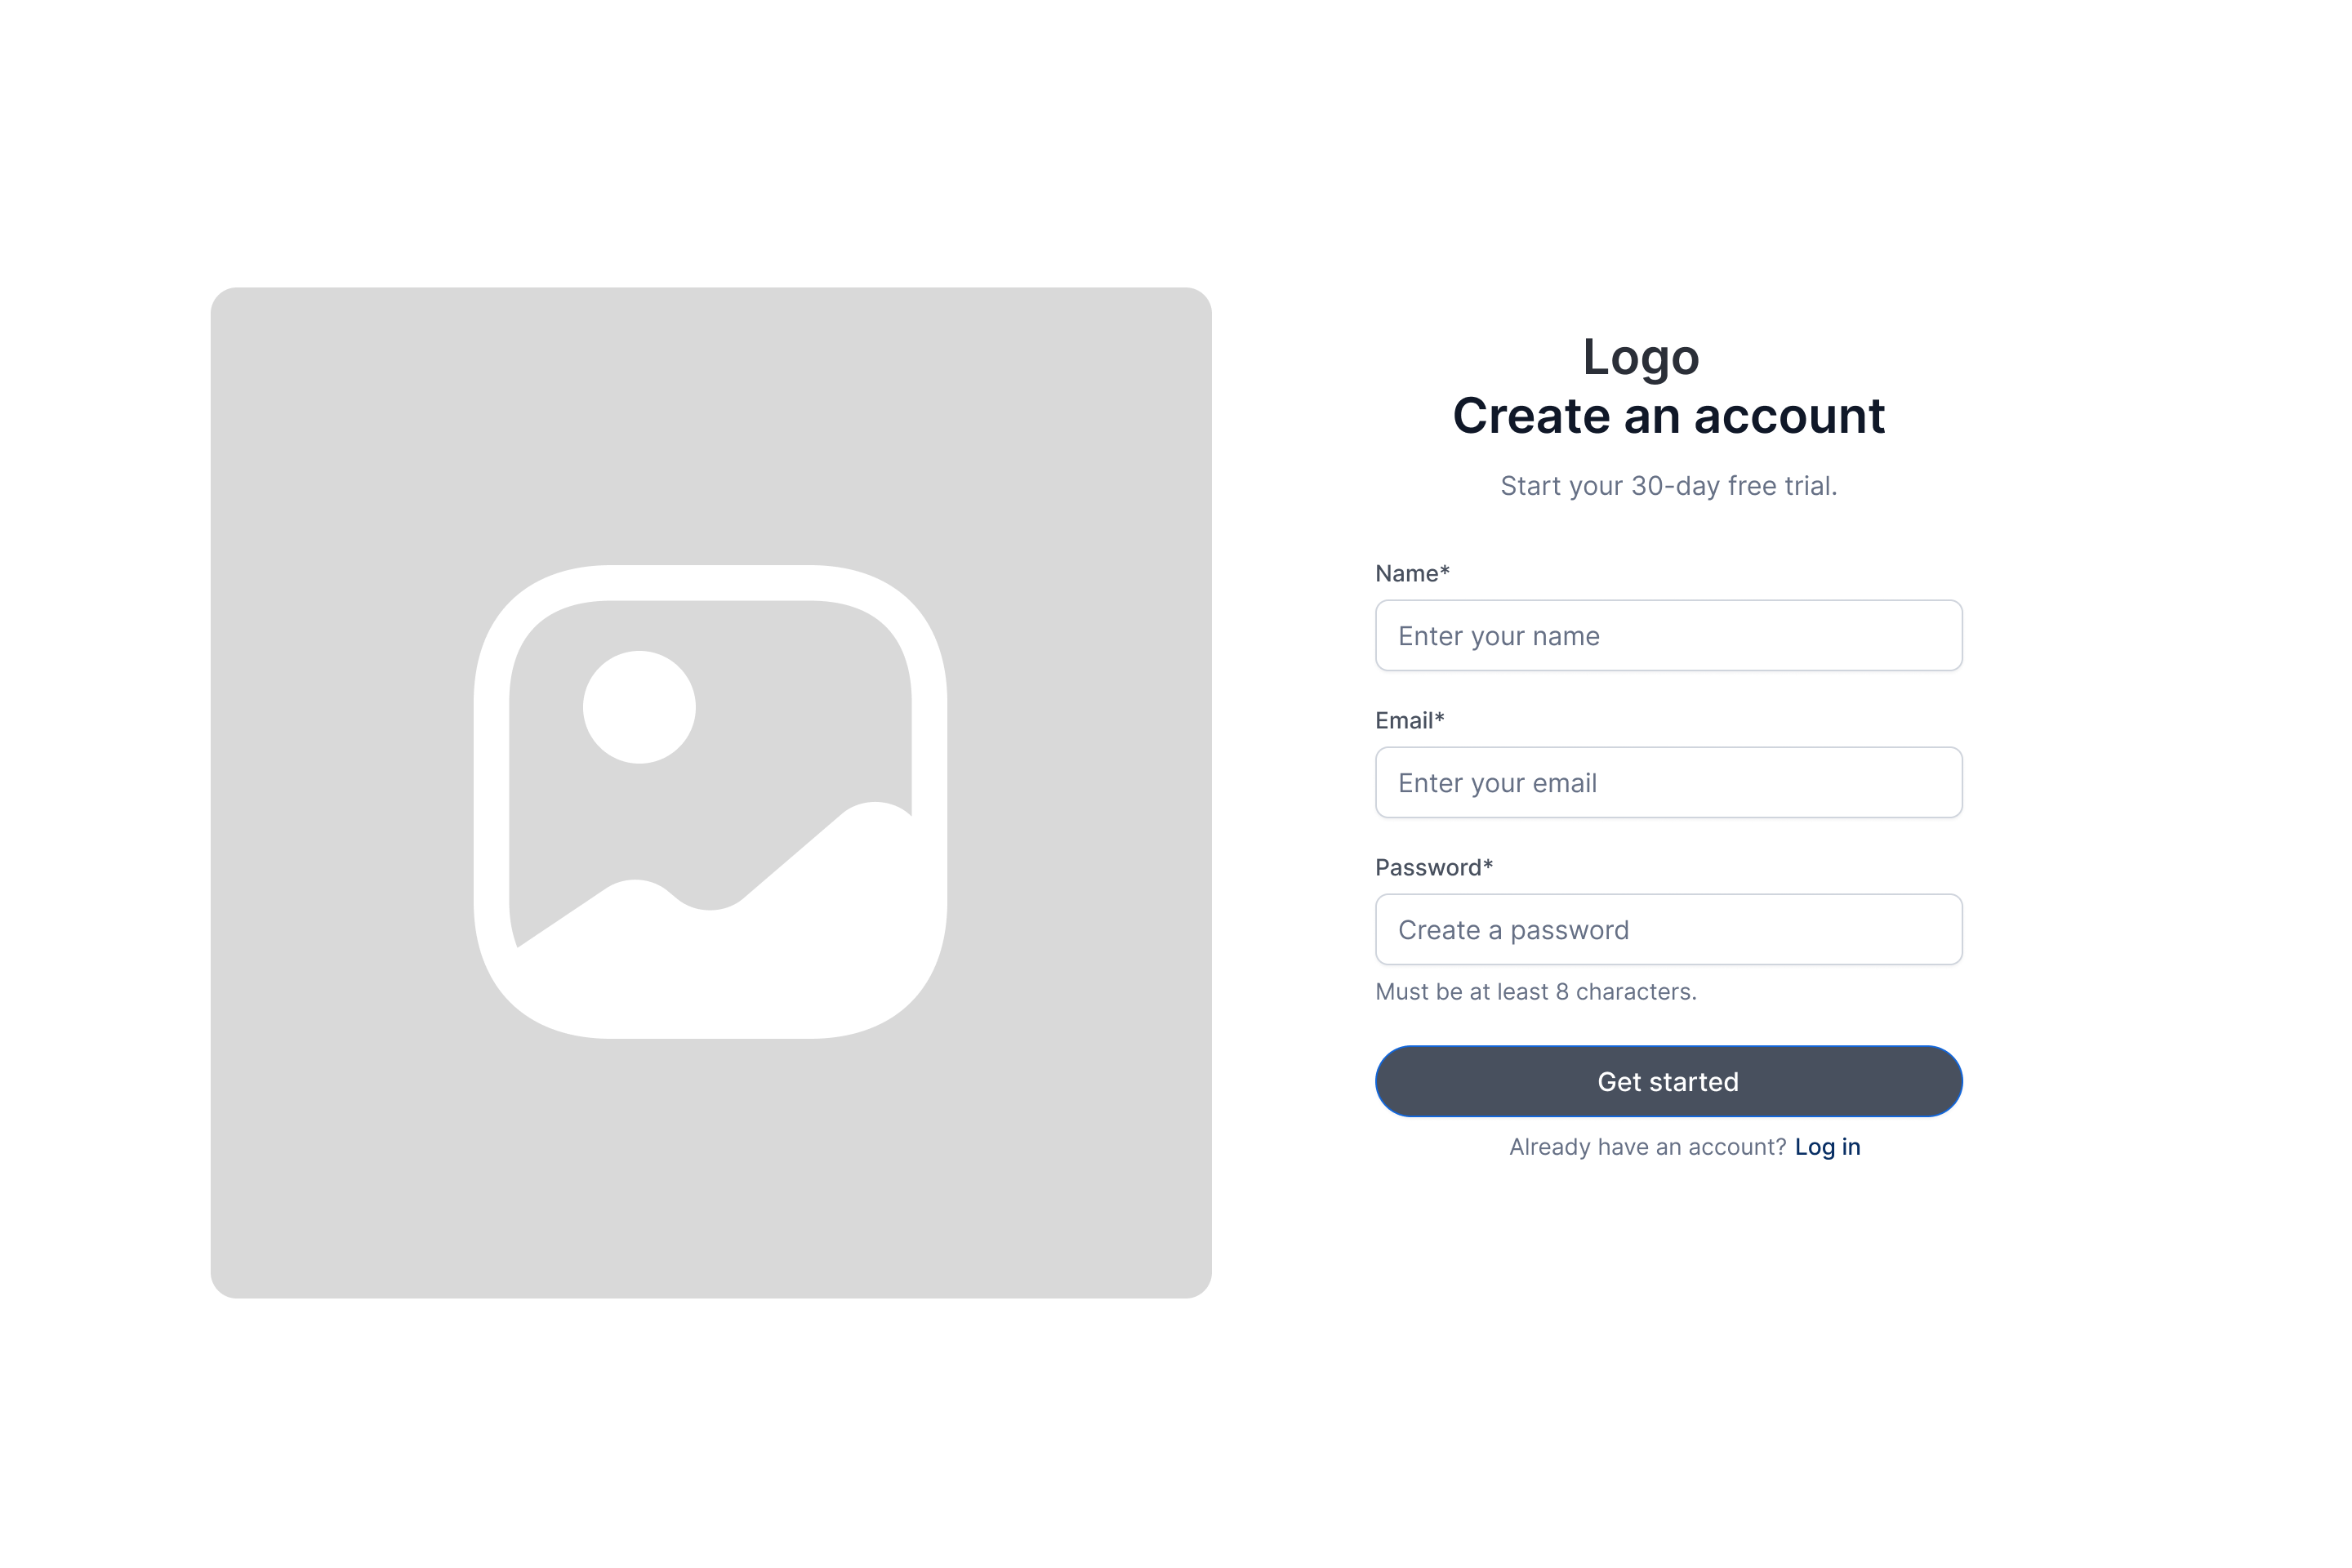 Logo
Create an account
Start your 30-day free trial.
Name*
Enter your name
Email*
Enter your email
Password*
Create a password
Must be at least 8 characters.
Get started
Already have an account? Log in